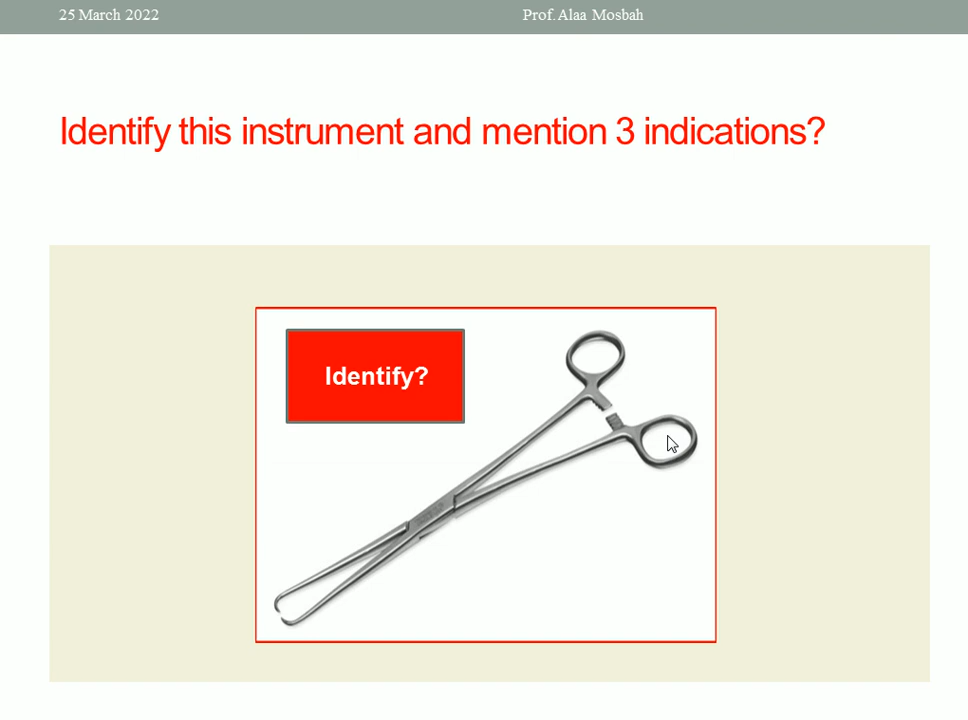 25 March 2022 Prof. Alaa Mosbah
Identify this instrument and mention 3 indications?
Identify?